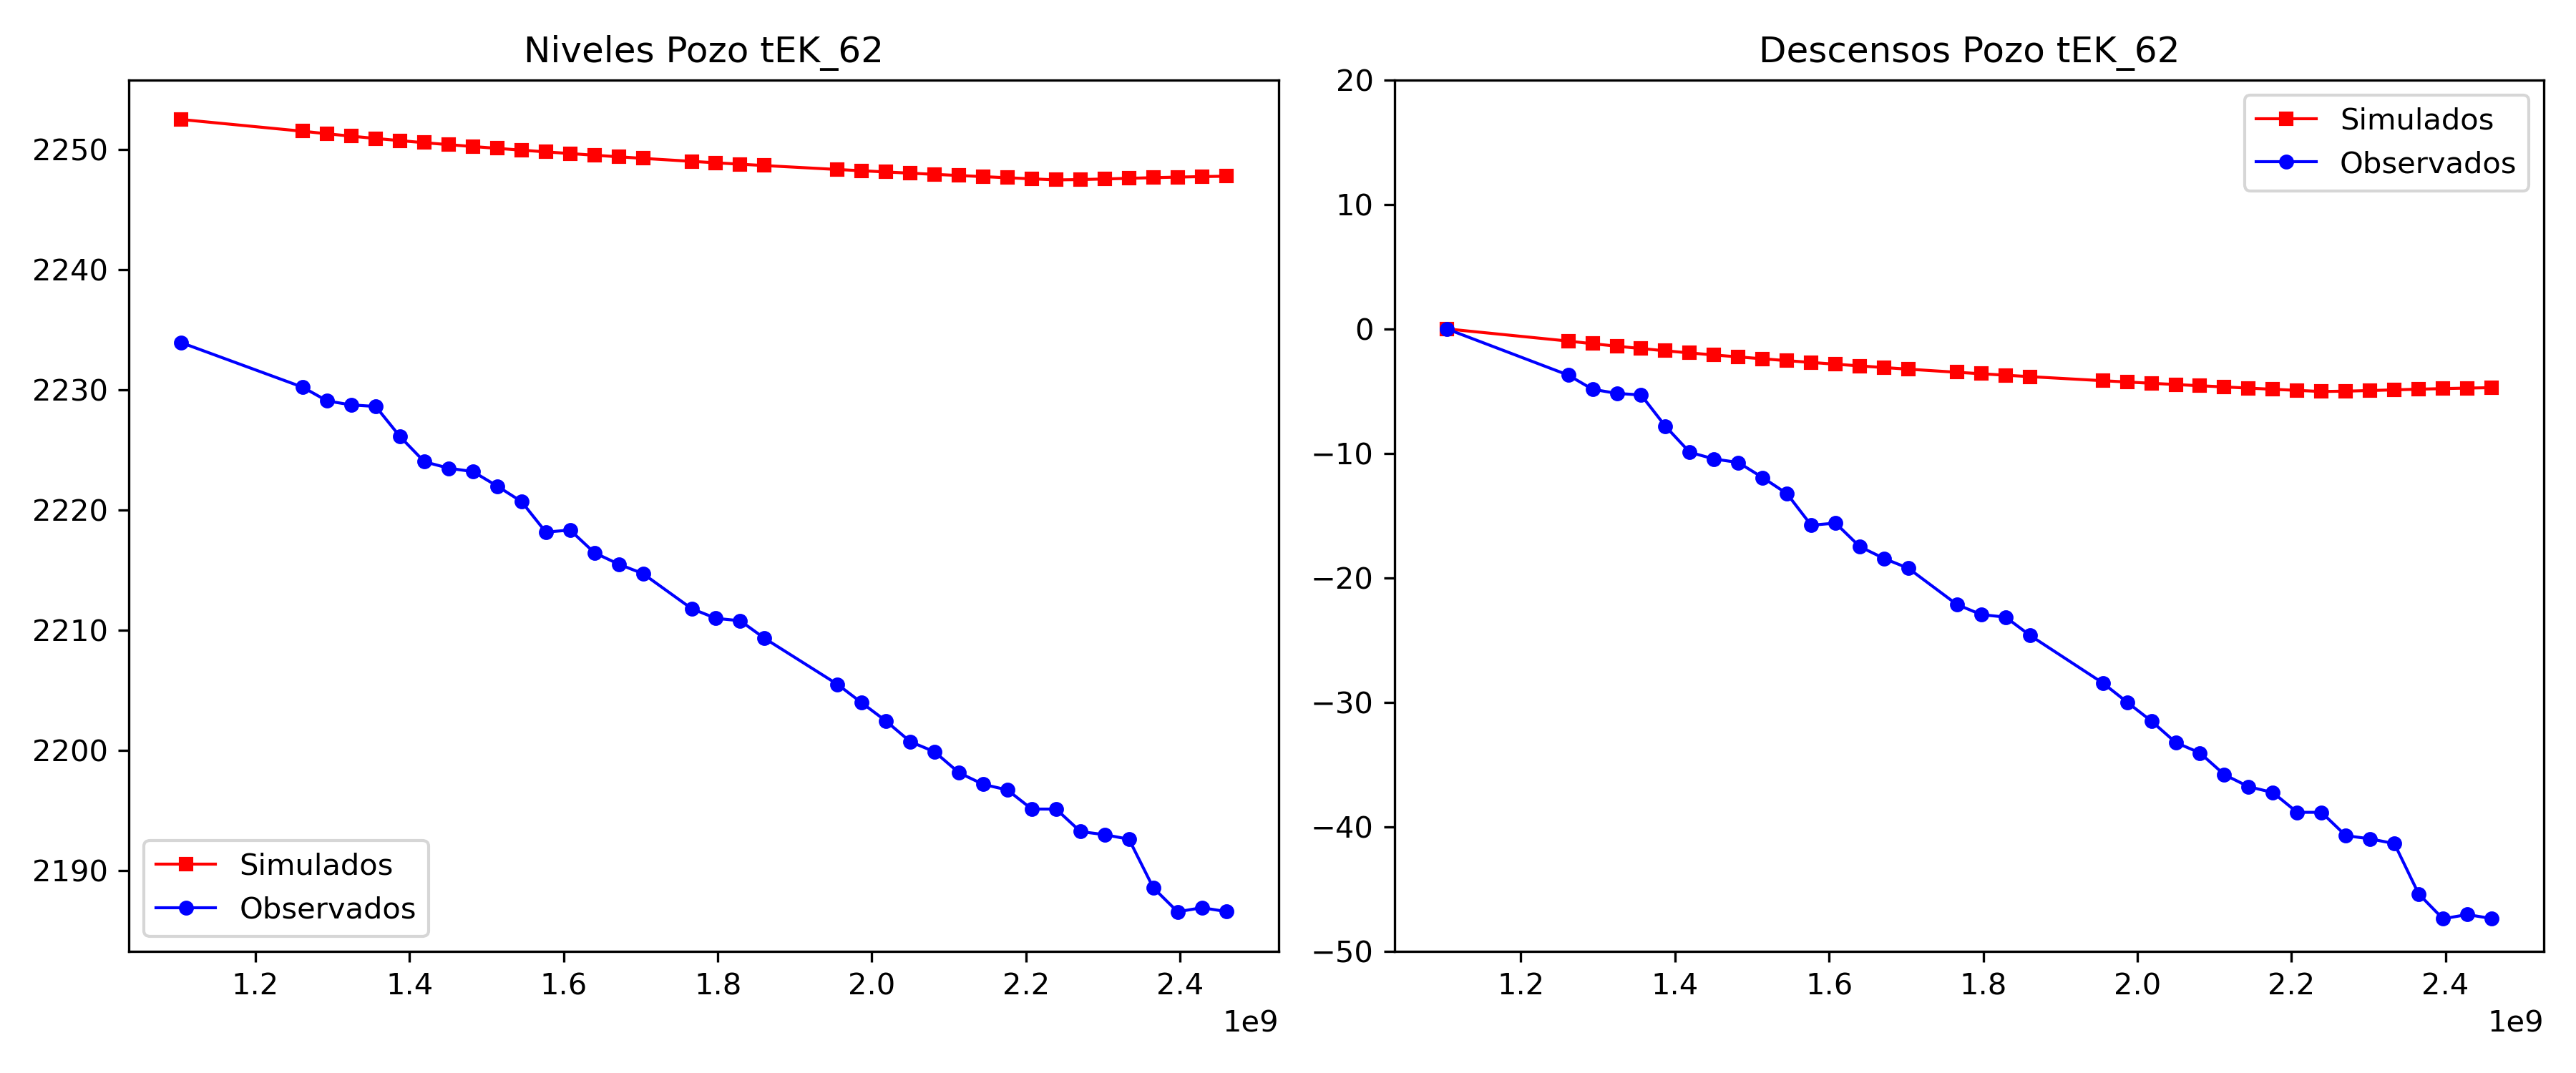 Niveles Pozo tEK_62
2250
2240
2230
2220
2210
2200
2190
Simulados
Observados
1.2 1.4 1.6 1.8 2.0 2.2 2.4
1e9
Descensos Pozo tEK_62
20
10
0
−10
−20
−30
−40
−50
Simulados
Observados
1.2 1.4 1.6 1.8 2.0 2.2 2.4
1e9